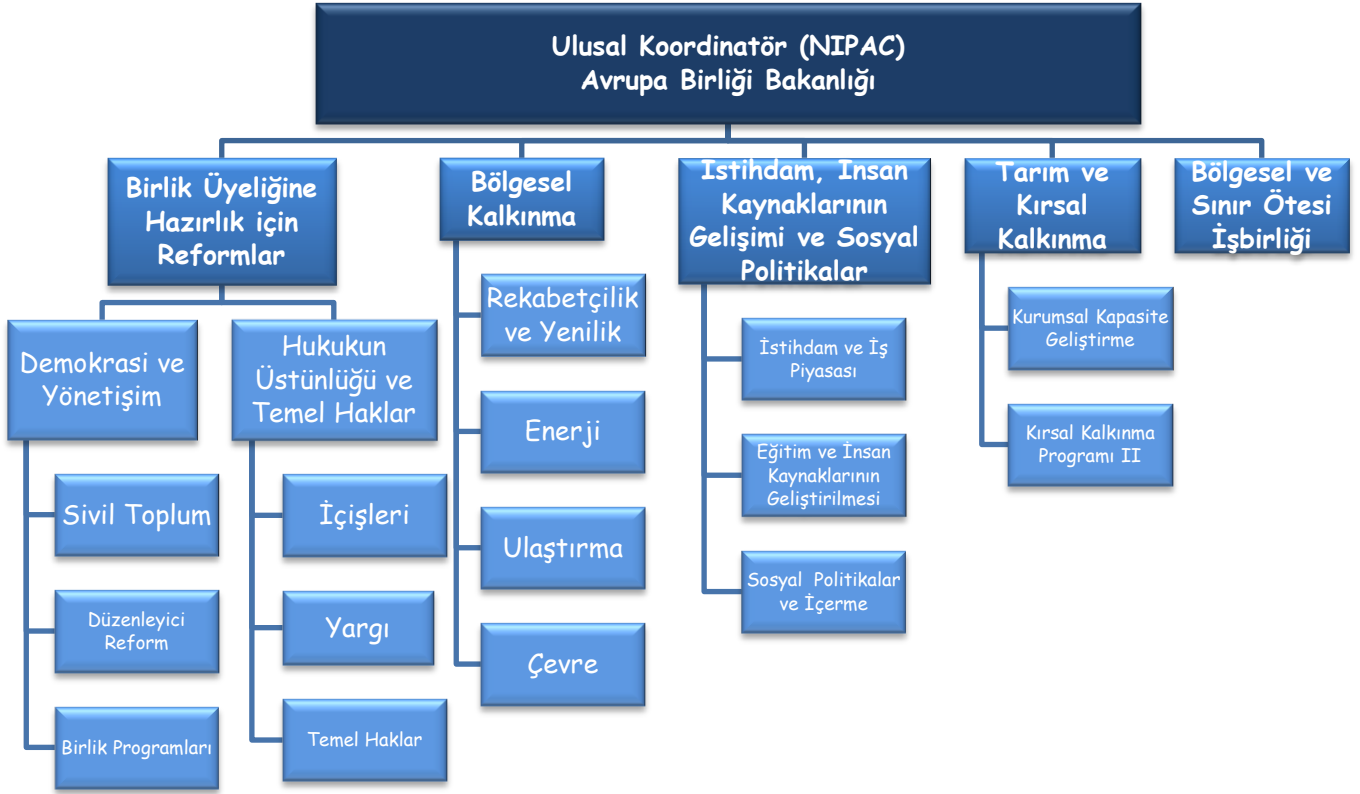 Ulusal Koordinatör (NIPAC)
Avrupa Birliği Bakanlığı
Birlik Üyeliğine
Hazırlık için
Reformlar
Demokrasi ve
Yönetişim
Sivil Toplum
Düzenleyici
Reform
Birlik Programları
Hukukun
Üstünlüğü ve
Temel Haklar
İçişleri
Yargı
Temel Haklar
Bölgesel
Kalkınma
Rekabetçilik
ve Yenilik
Enerji
Ulaştırma
Çevre
İstihdam, İnsan
Kaynaklarının
Gelişimi ve Sosyal
Politikalar
İstihdam ve İş
Piyasası
Eğitim ve İnsan
Kaynaklarının
Geliştirilmesi
Sosyal Politikalar
ve İçerme
Tarım ve
Kırsal
Kalkınma
Kurumsal Kapasite
Geliştirme
Kırsal Kalkınma
Programı II
Bölgesel ve
Sınır Ötesi
İşbirliği